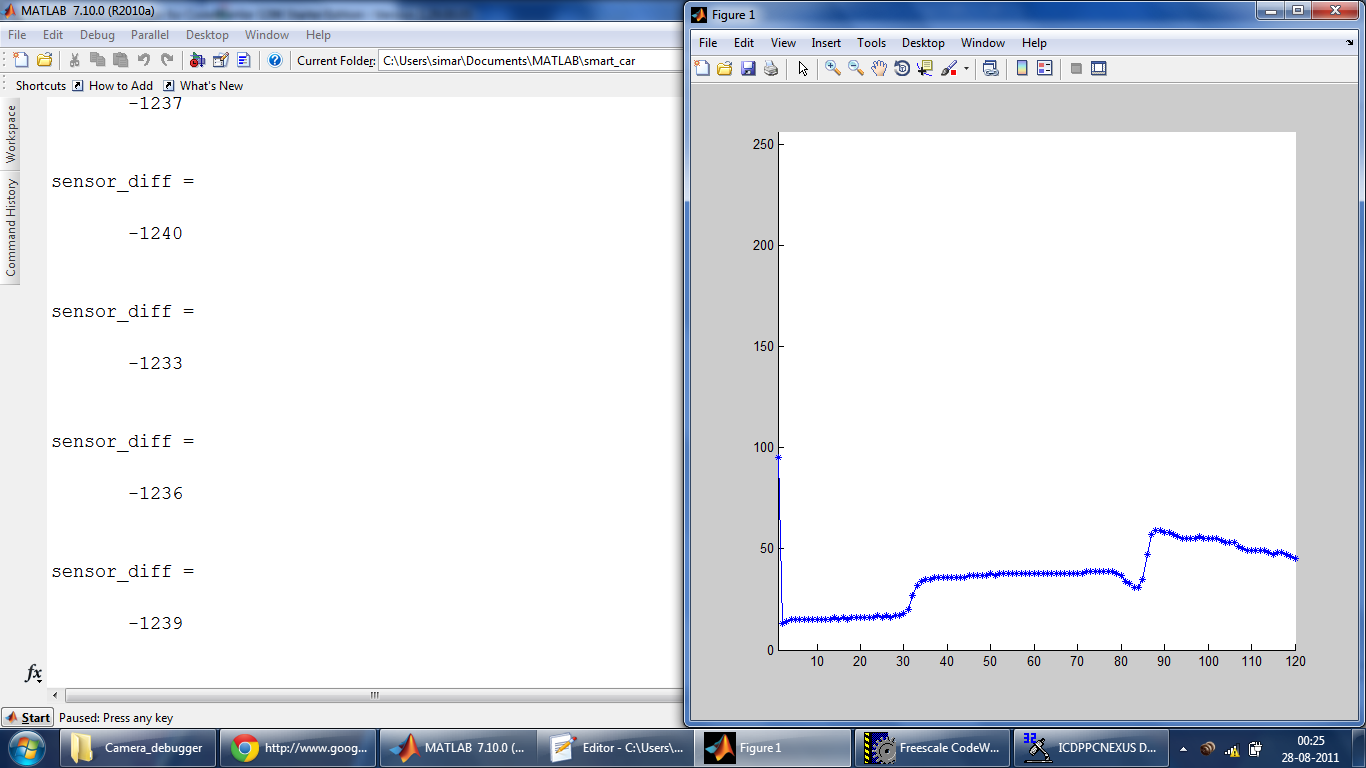 MATLAB 7.10.0 (R2010a)
File Edit Debug Parallel Desktop Window Help
Current Folder: C:\Users\simar\Documents\MATLAB\smart_car
Shortcuts How to Add What's New
Workspace
Command History
-1237
sensor_diff =
-1240
sensor_diff =
-1233
sensor_diff =
-1236
sensor_diff =
-1239
fx
Start Paused: Press any key
Figure 1
File Edit View Insert Tools Desktop Window Help
250
200
150
100
50
0
10 20 30 40 50 60 70 80 90 100 110 120
Camera_debugger http://www.goog... MATLAB 7.10.0 (... Editor - C:\Users\... Figure 1 Freescale CodeW... 32 ICDPPCNEXUS D... 00:25
28-08-2011